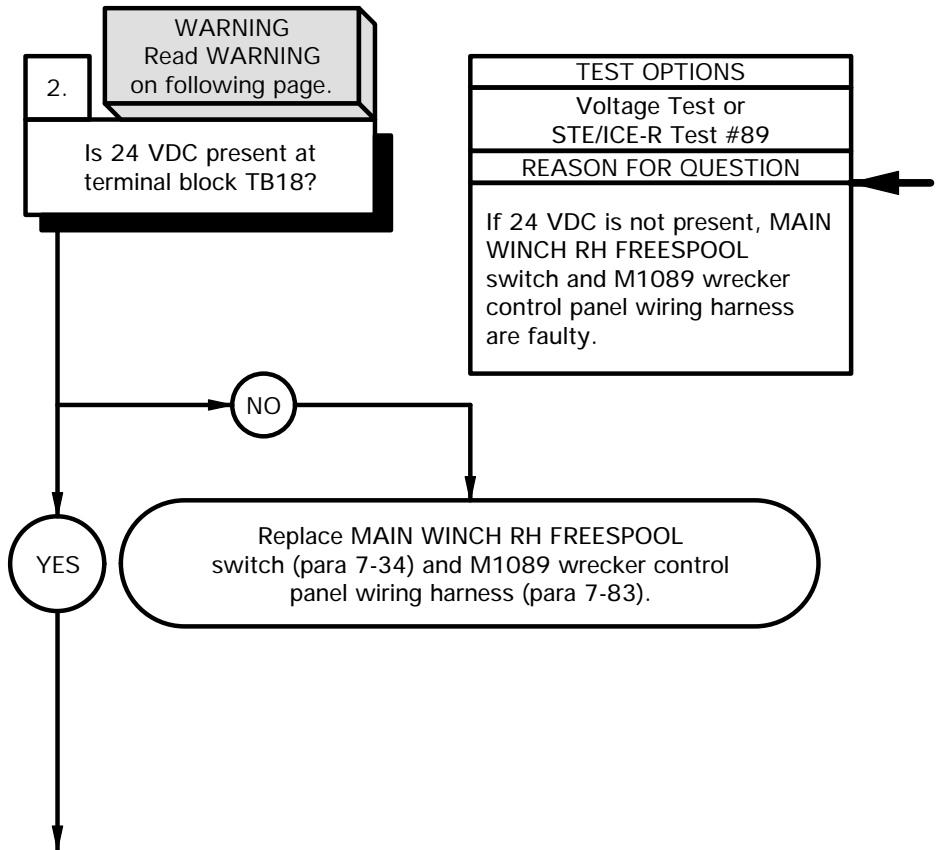 WARNING
Read WARNING
on following page.
2.
Is 24 VDC present at
terminal block TB18?
TEST OPTIONS
Voltage Test or
STE/ICE-R Test #89
REASON FOR QUESTION
If 24 VDC is not present, MAIN
WINCH RH FREESPOOL
switch and M1089 wrecker
control panel wiring harness
are faulty.
NO
YES
Replace MAIN WINCH RH FREESPOOL
switch (para 7-34) and M1089 wrecker control
panel wiring harness (para 7-83).